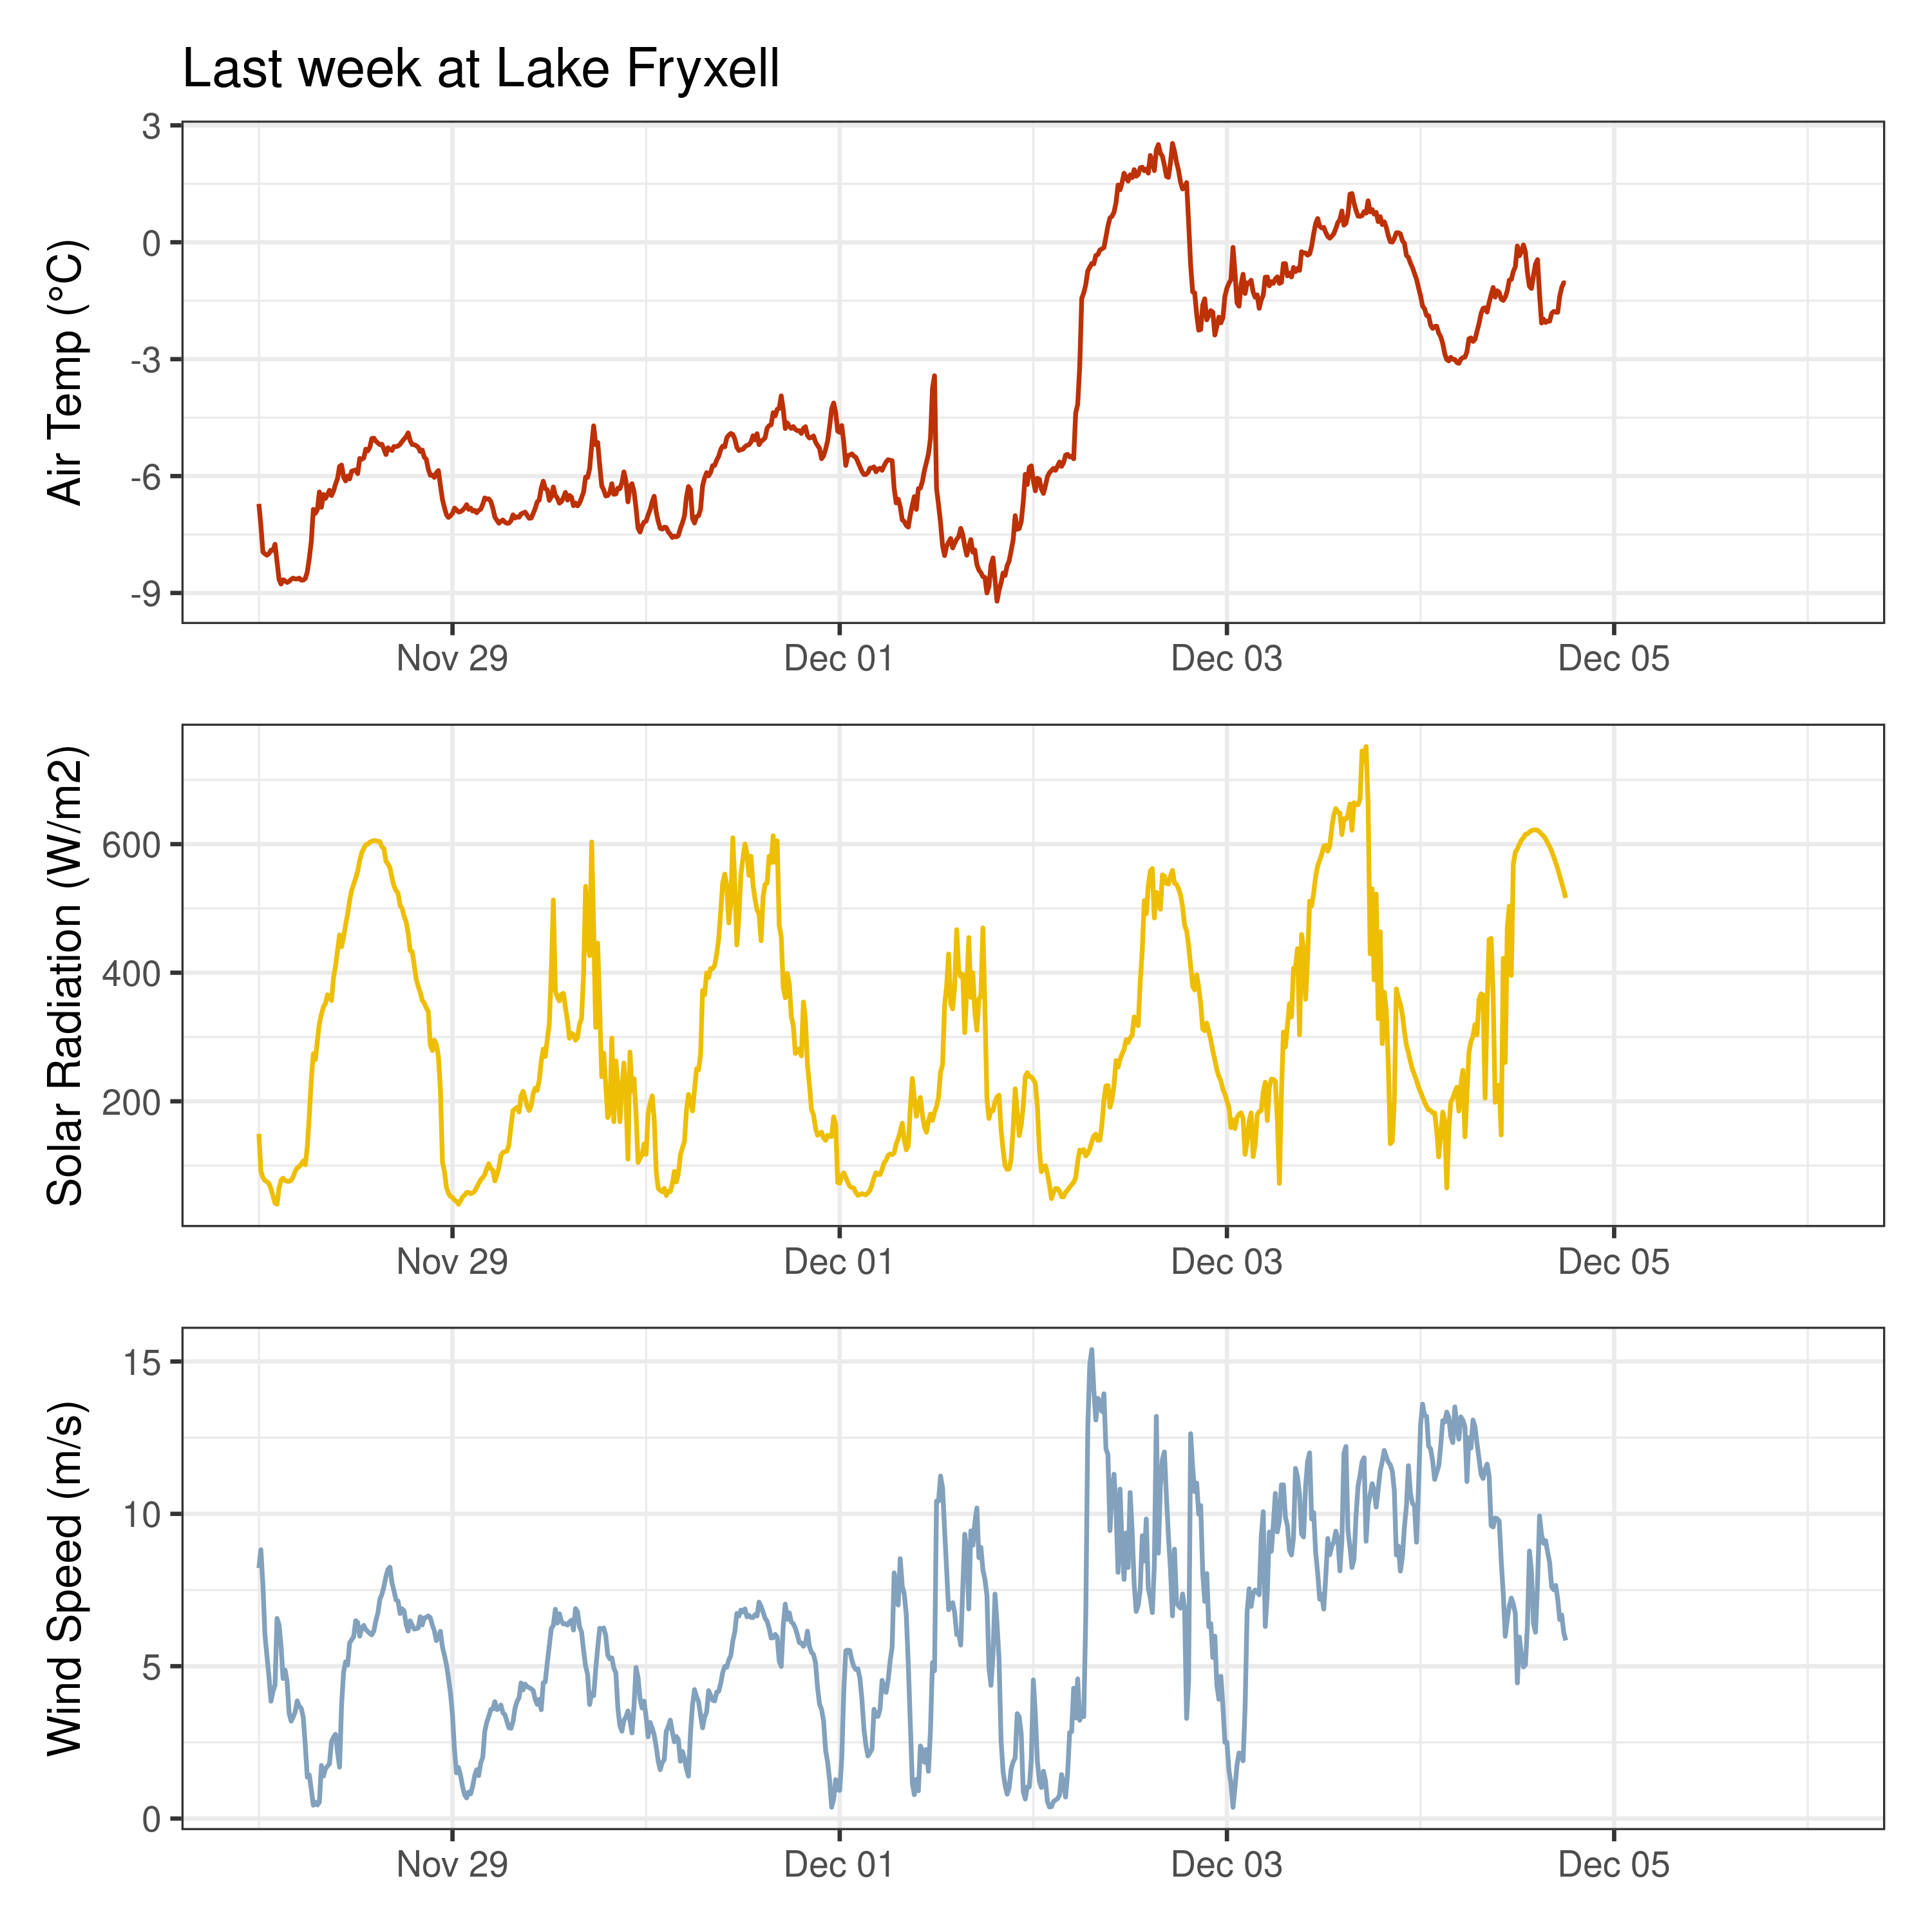 Last week at Lake Fryxell
Air Temp (°C)
3
0
-3
-6
-9
Nov 29 Dec 01 Dec 03 Dec 05
Solar Radiation (W/m2)
600
400
200
Nov 29 Dec 01 Dec 03 Dec 05
Wind Speed (m/s)
15
10
5
0
Nov 29 Dec 01 Dec 03 Dec 05